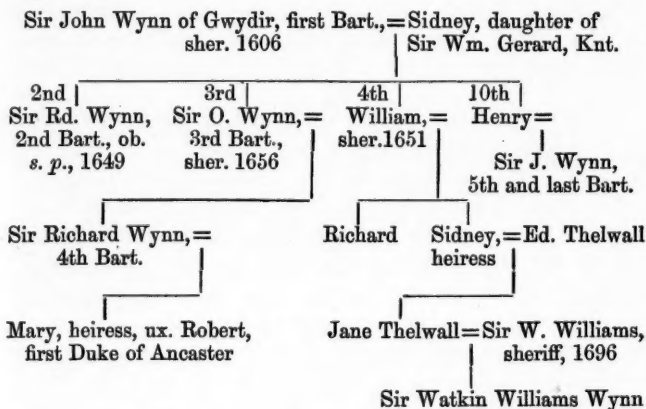 Sir John Wynn of Gwydir, first Bart.,=Sidney, daughter of
sher. 1606 Sir Wm. Gerard, Knt.
2nd 3rd 4th 10th
Sir Rd. Wynn, Sir O. Wynn,= William,= Henry=
2nd Bart., ob. 3rd Bart., sher.1651
s. p., 1649 sher. 1656 Sir J. Wynn,
5th and last Bart.
Sir Richard Wynn,= Richard Sidney,=Ed. Thelwall
4th Bart. heiress
Mary, heiress, ux. Robert, Jane Thelwall=Sir W. Williams,
first Duke of Ancaster sheriff, 1696
Sir Watkin Williams Wynn